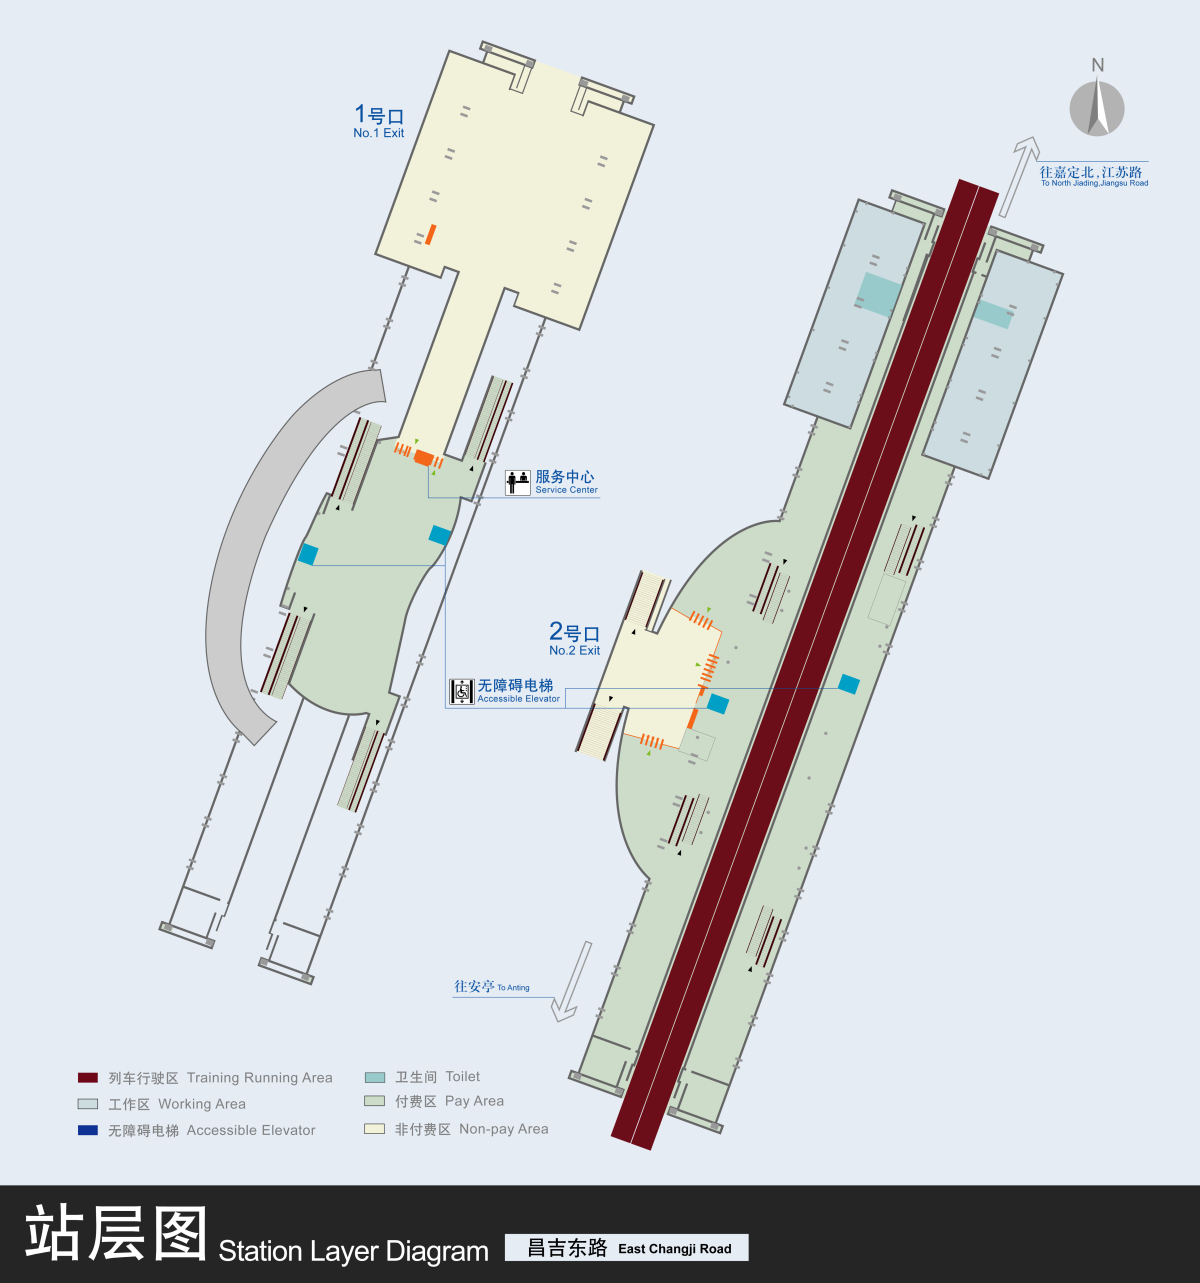 N
1号口
No.1 Exit
往嘉定北,江苏路
To North Jiading,Jiangsu Road
服务中心
Service Center
2号口
No.2 Exit
无障碍电梯
Accessible Elevator
往安亭 To Anting
列车行驶区 Training Running Area
卫生间 Toilet
工作区 Working Area
付费区 Pay Area
无障碍电梯 Accessible Elevator
非付费区 Non-pay Area
站层图 Station Layer Diagram
昌吉东路 East Changji Road